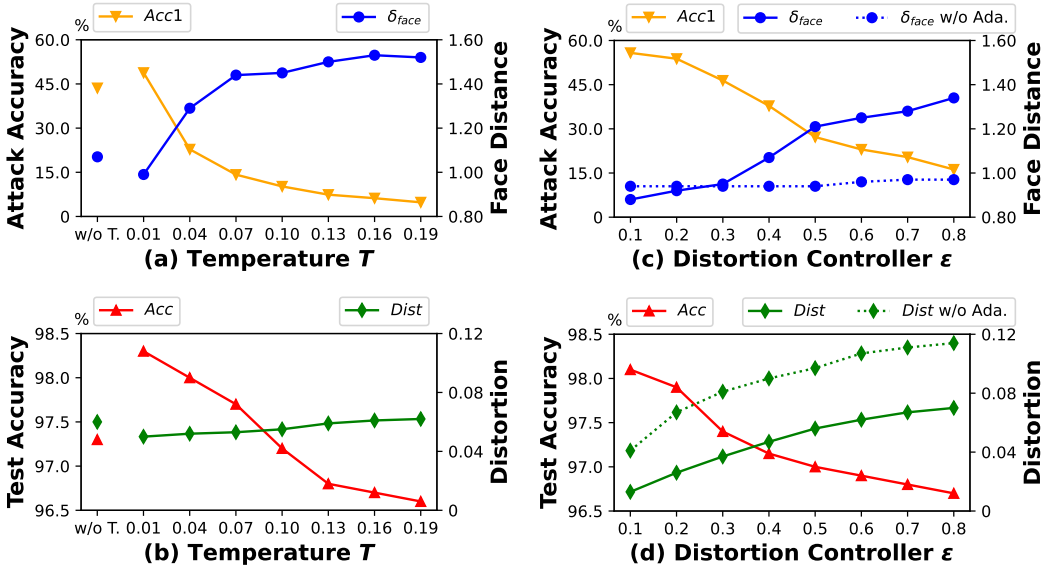 % Acc1 δface
60.0 1.60
45.0 1.40
30.0 1.20
15.0 1.00
0 0.80
Attack Accuracy
Face Distance
w/o T. 0.01 0.04 0.07 0.10 0.13 0.16 0.19
(a) Temperature T
% Acc1 δface δface w/o Ada.
60.0 1.60
45.0 1.40
30.0 1.20
15.0 1.00
0 0.80
Attack Accuracy
Face Distance
0.1 0.2 0.3 0.4 0.5 0.6 0.7 0.8
(c) Distortion Controller ε
% Acc Dist
98.5 0.12
98.0 0.08
97.5
97.0 0.04
96.5 0
Test Accuracy
Distortion
w/o T. 0.01 0.04 0.07 0.10 0.13 0.16 0.19
(b) Temperature T
% Acc Dist Dist w/o Ada.
98.5 0.12
98.0 0.08
97.5
97.0 0.04
96.5 0
Test Accuracy
Distortion
0.1 0.2 0.3 0.4 0.5 0.6 0.7 0.8
(d) Distortion Controller ε